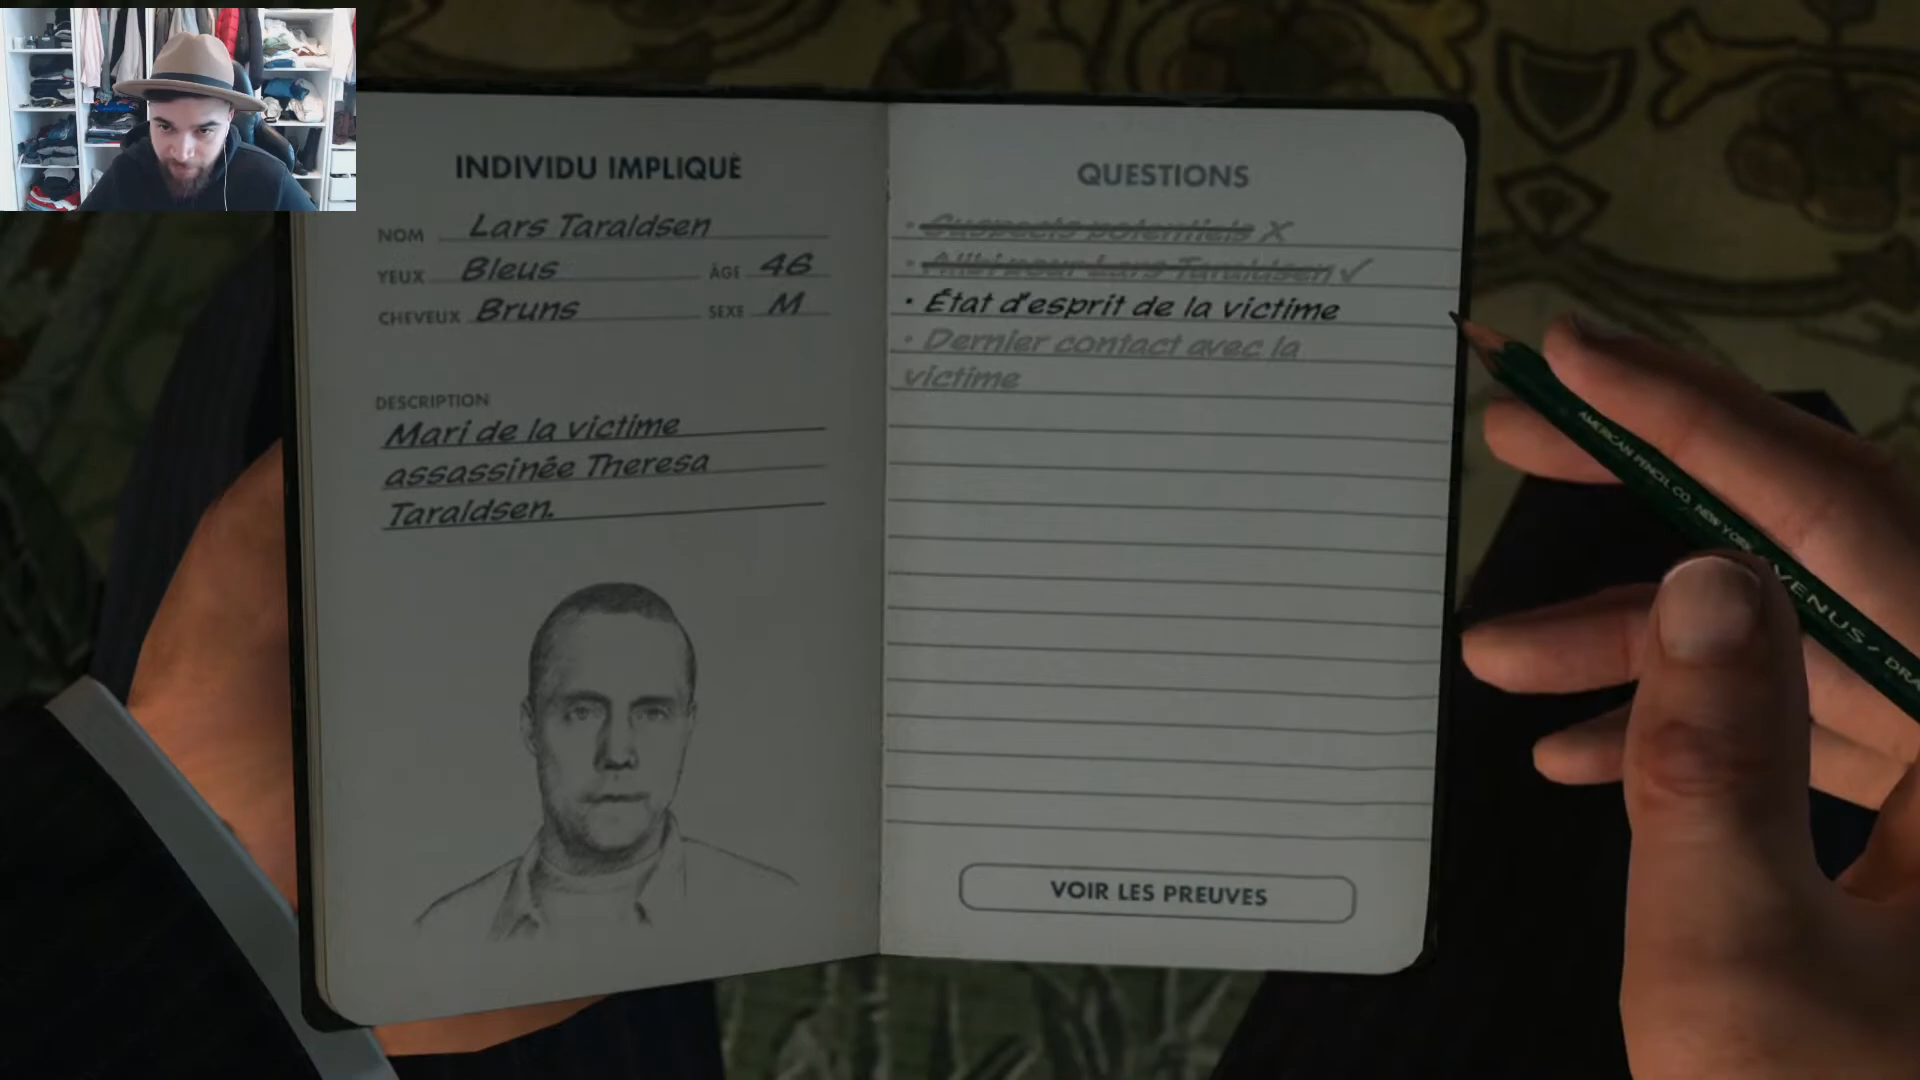 INDIVIDU IMPLIQUÉ
NOM Lars Taraldsen
YEUX Bleus ÂGE 46
CHEVEUX Bruns SEXE M
DESCRIPTION
Mari de la victime
assassinée Theresa
Taraldsen.
QUESTIONS
• Suspects potentiels X
• Alibi pour Lars Taraldsen ✓
• État d'esprit de la victime
• Dernier contact avec la
victime
VOIR LES PREUVES
AMERICAN PENCIL CO. NEW YORK VENUS DRA